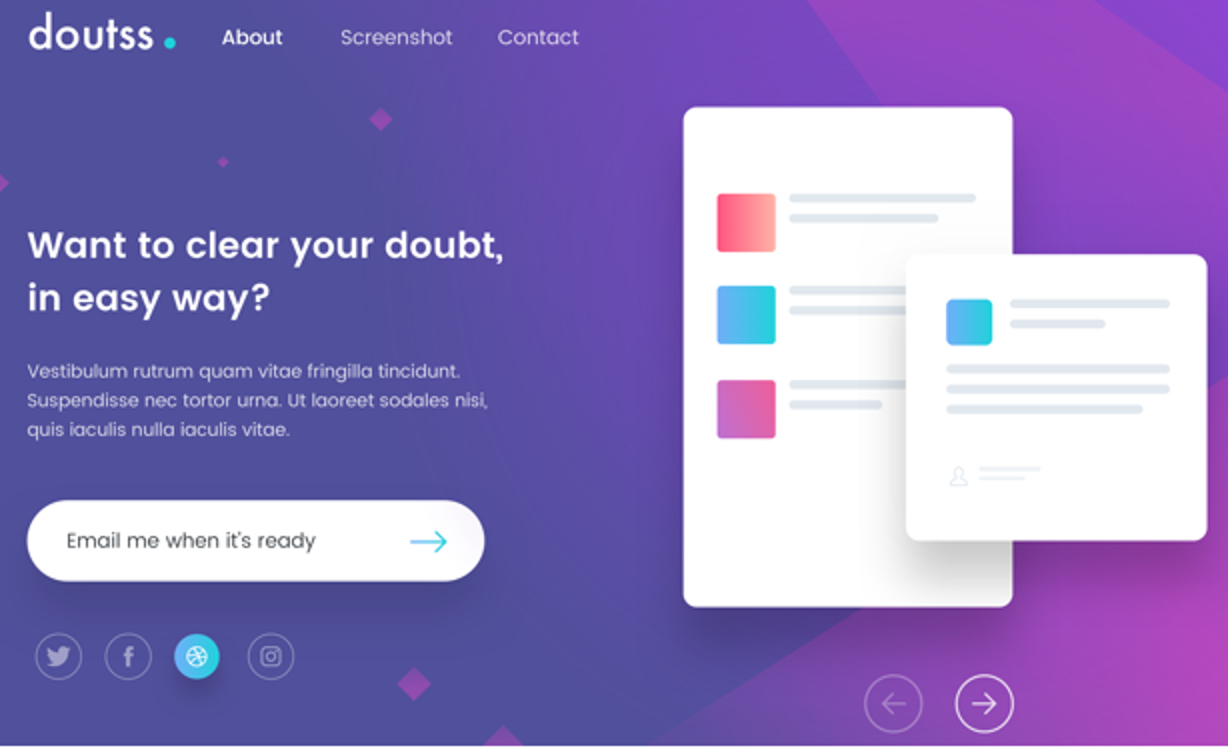 doutss.
About
Screenshot
Contact
Want to clear your doubt,
in easy way?
Vestibulum rutrum quam vitae fringilla tincidunt.
Suspendisse nec tortor urna. Ut laoreet sodales nisi,
quis iaculis nulla iaculis vitae.
Email me when it's ready